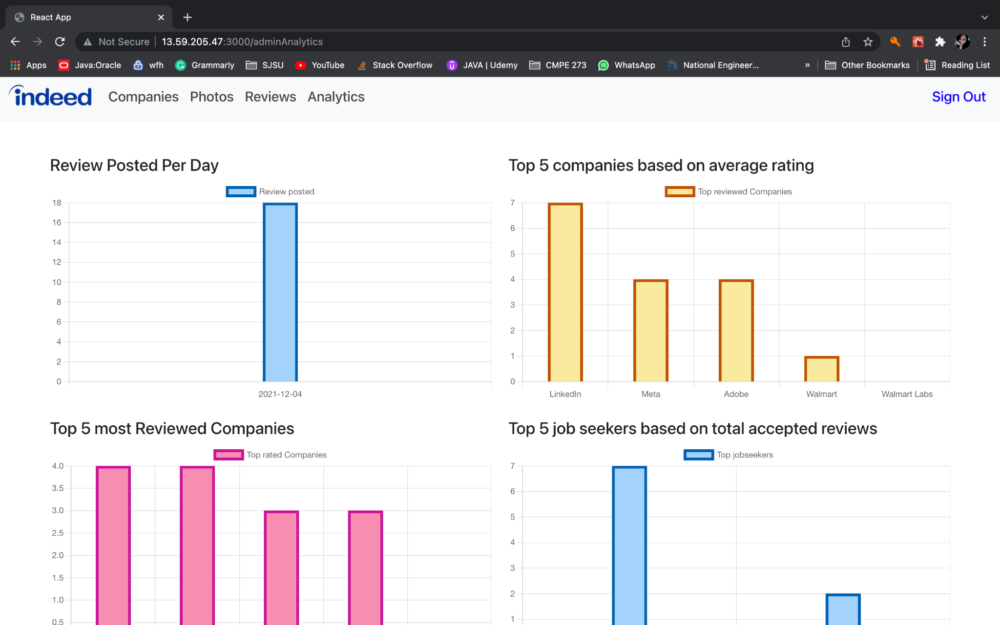 React App
Not Secure 13.59.205.47:3000/adminAnalytics
Apps Java:Oracle wfh Grammarly SJSU YouTube Stack Overflow JAVA | Udemy CMPE 273 15 WhatsApp National Engineer... » Other Bookmarks Reading List
indeed Companies Photos Reviews Analytics Sign Out
Review Posted Per Day
Review posted
18
16
14
12
10
8
6
4
2
0
2021-12-04
Top 5 companies based on average rating
Top reviewed Companies
7
6
5
4
3
2
1
0
LinkedIn Meta Adobe Walmart Walmart Labs
Top 5 most Reviewed Companies
Top rated Companies
4.0
3.5
3.0
2.5
2.0
1.5
1.0
0.5
Top 5 job seekers based on total accepted reviews
Top jobseekers
7
6
5
4
3
2
1